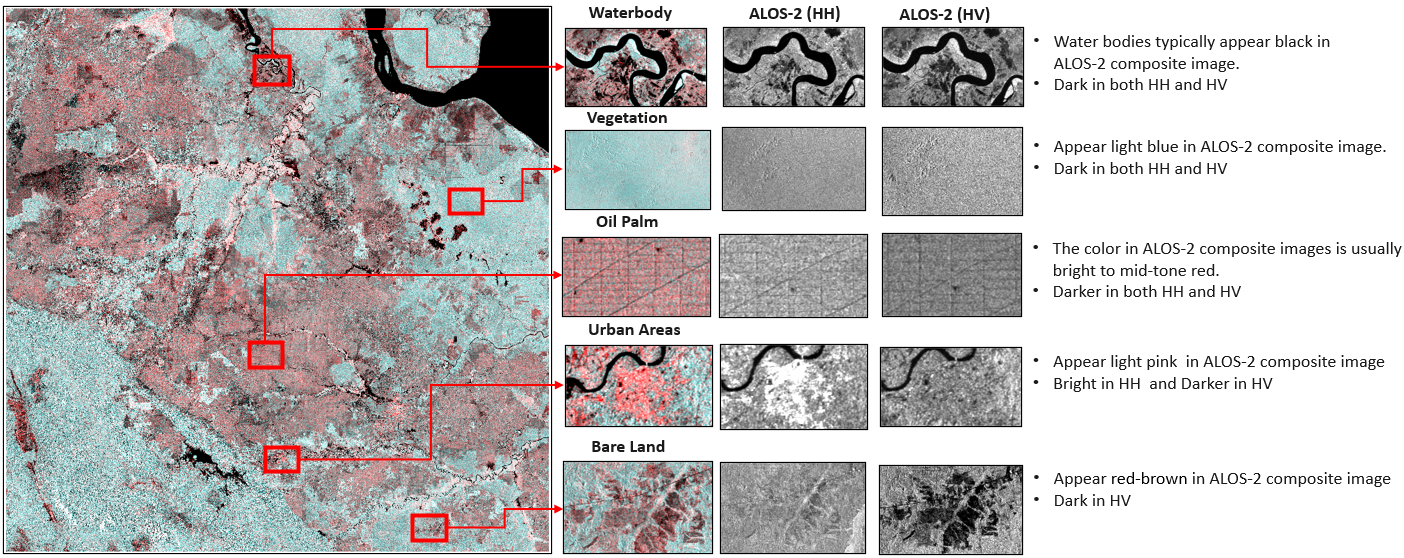 Waterbody
ALOS-2 (HH)
ALOS-2 (HV)
• Water bodies typically appear black in
ALOS-2 composite image.
• Dark in both HH and HV
Vegetation
• Appear light blue in ALOS-2 composite image.
• Dark in both HH and HV
Oil Palm
• The color in ALOS-2 composite images is usually
bright to mid-tone red.
• Darker in both HH and HV
Urban Areas
• Appear light pink in ALOS-2 composite image
• Bright in HH and Darker in HV
Bare Land
• Appear red-brown in ALOS-2 composite image
• Dark in HV